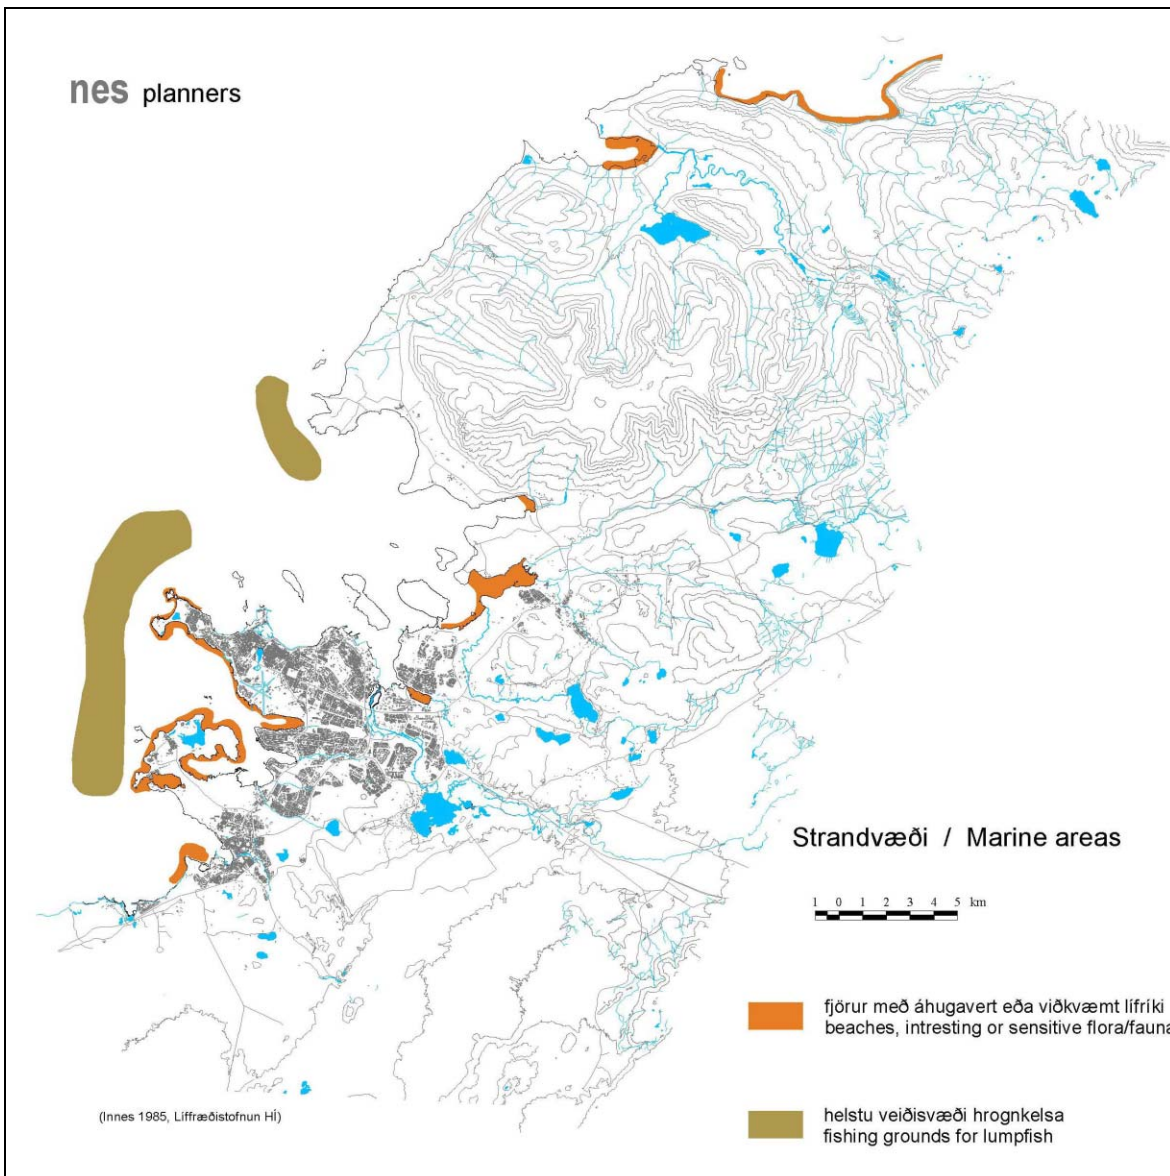 nes planners
Strandvæði / Marine areas
1 0 1 2 3 4 5 km
fjörur með áhugavert eða viðkvæmt lífríki
beaches, intresting or sensitive flora/fauna
(Innes 1985, Líffræðistofnun HÍ)
helstu veiðisvæði hrognkelsa
fishing grounds for lumpfish